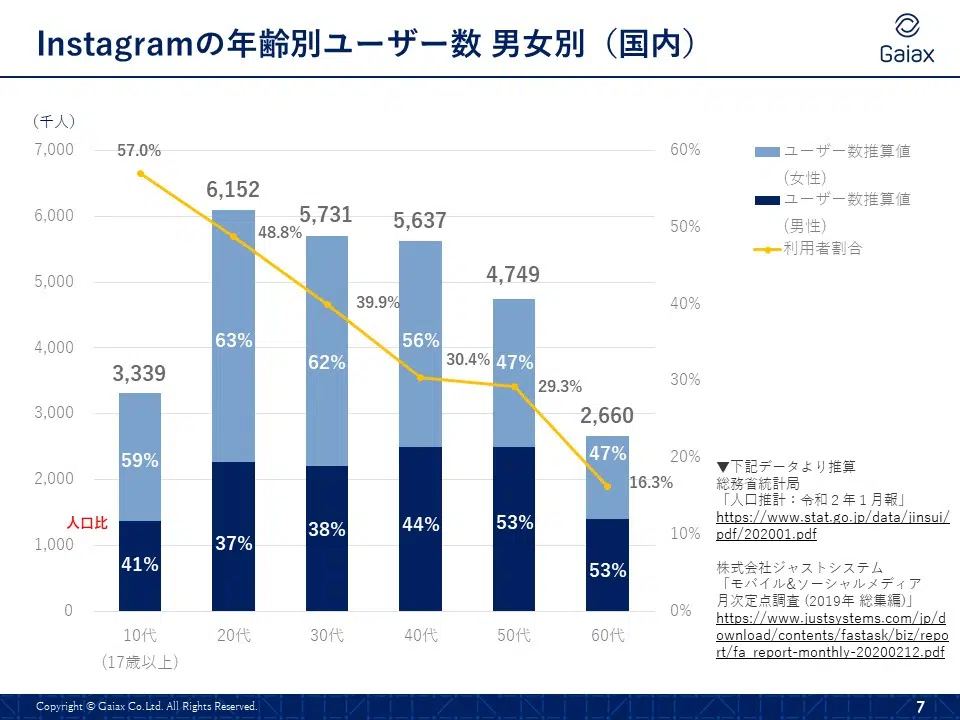 Instagramの年齢別ユーザー数 男女別（国内）
Gaiax
(千人)
7,000
6,000
5,000
4,000
3,000
2,000
1,000
0
60%
50%
40%
30%
20%
10%
0%
57.0%
48.8%
39.9%
30.4%
29.3%
16.3%
3,339
6,152
5,731
5,637
4,749
2,660
59%
63%
62%
56%
47%
47%
人口比
41%
37%
38%
44%
53%
53%
10代
(17歳以上)
20代
30代
40代
50代
60代
ユーザー数推算値
(女性)
ユーザー数推算値
(男性)
利用者割合
▼下記データより推算
総務省統計局
「人口推計：令和２年１月報」
https://www.stat.go.jp/data/jinsui/
pdf/202001.pdf
株式会社ジャストシステム
「モバイル&ソーシャルメディア
月次定点調査 (2019年 総集編)」
https://www.justsystems.com/jp/d
ownload/contents/fastask/biz/repo
rt/fa_report-monthly-20200212.pdf
Copyright © Gaiax Co.Ltd. All Rights Reserved.
7